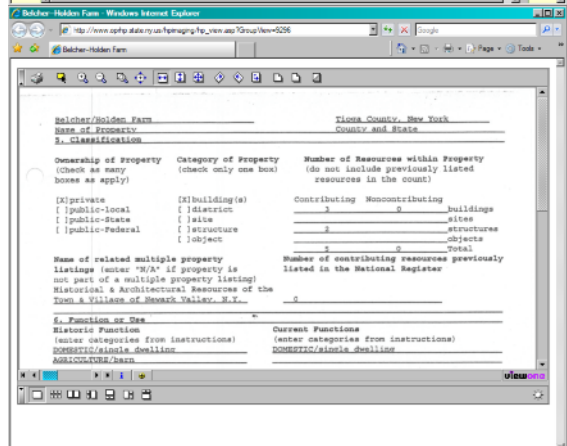 Belcher-Holden Farm - Windows Internet Explorer
http://www.oprhp.state.ny.us/hpimaging/hp_view.asp?GroupView=9296
Google
Belcher-Holden Farm
Page
Tools
Belcher/Holden Farm Tioga County, New York
Name of Property County and State
5. Classification
Ownership of Property Category of Property Number of Resources within Property
(Check as many (check only one box) (do not include previously listed
boxes as apply) resources in the count)
[X]private [X]building(s) Contributing Noncontributing
[ ]public-local [ ]district 3 0 buildings
[ ]public-State [ ]site sites
[ ]public-Federal [ ]structure 2 structures
[ ]object objects
5 0 Total
Name of related multiple property Number of contributing resources previously
listings (enter "N/A" if property is listed in the National Register
not part of a multiple property listing)
Historical & Architectural Resources of the
Town & Village of Newark Valley, N.Y. 0
6. Function or Use
Historic Function Current Functions
(enter categories from instructions) (enter categories from instructions)
DOMESTIC/single dwelling DOMESTIC/single dwelling
AGRICULTURE/barn
viewone